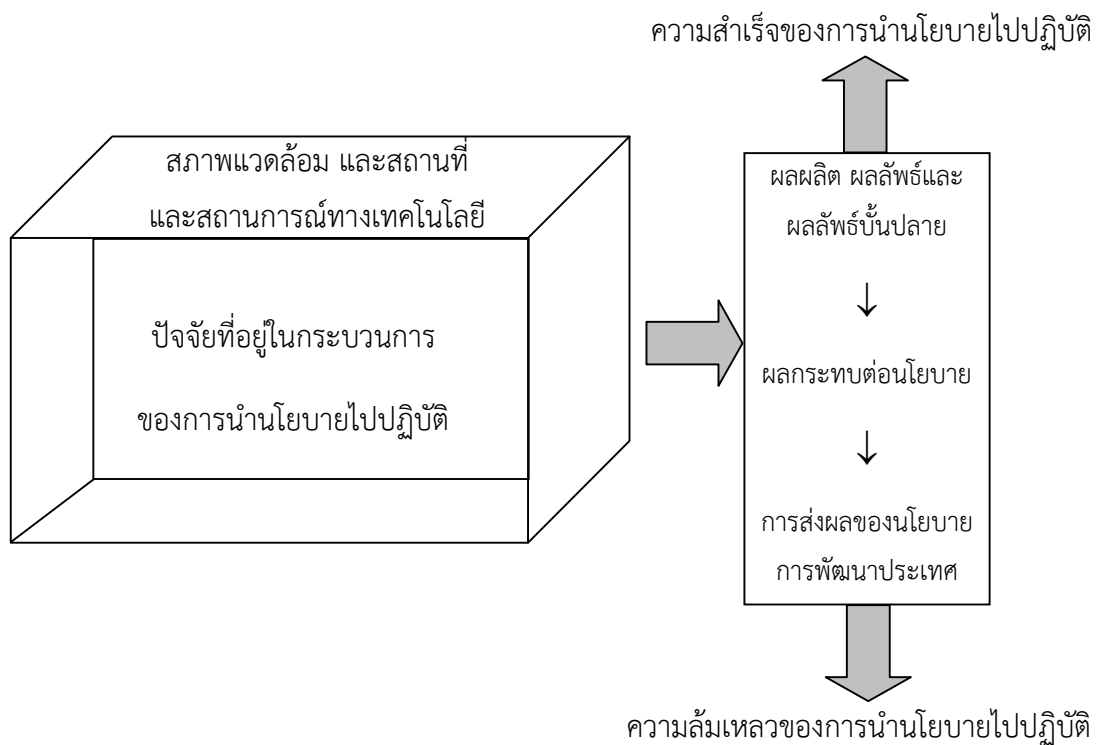 ความสำเร็จของการนำนโยบายไปปฏิบัติ
สภาพแวดล้อม และสถานที่
และสถานการณ์ทางเทคโนโลยี
ปัจจัยที่อยู่ในกระบวนการ
ของการนำนโยบายไปปฏิบัติ
ผลผลิต ผลลัพธ์และ
ผลลัพธ์บั้นปลาย
↓
ผลกระทบต่อนโยบาย
↓
การส่งผลของนโยบาย
การพัฒนาประเทศ
ความล้มเหลวของการนำนโยบายไปปฏิบัติ